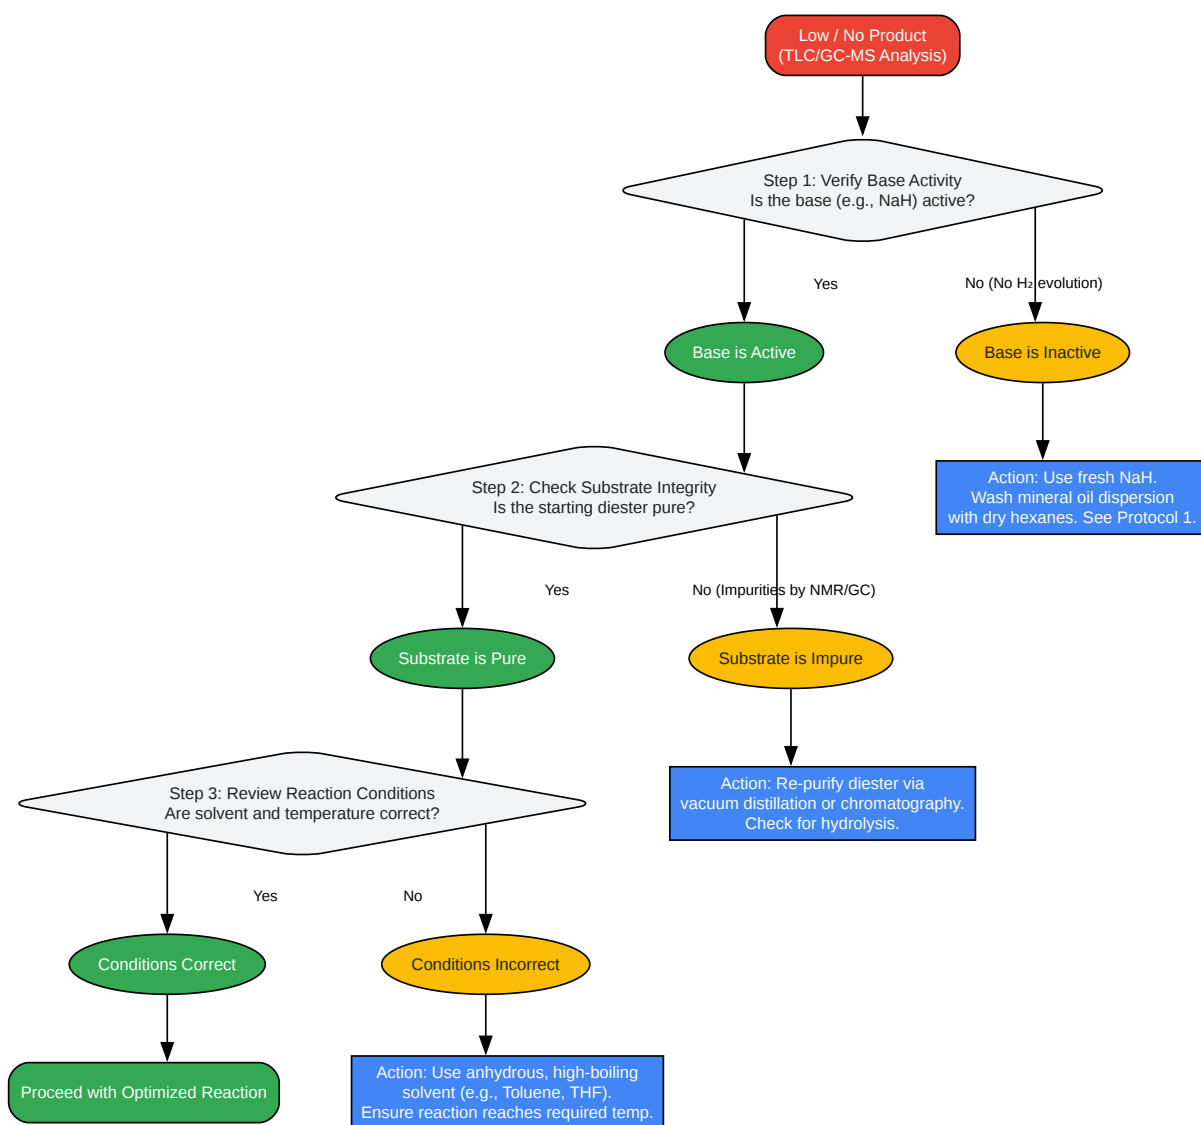 Low / No Product
(TLC/GC-MS Analysis)
Step 1: Verify Base Activity
Is the base (e.g., NaH) active?
Yes
No (No H₂ evolution)
Base is Active
Base is Inactive
Action: Use fresh NaH.
Wash mineral oil dispersion
with dry hexanes. See Protocol 1.
Step 2: Check Substrate Integrity
Is the starting diester pure?
Yes
No (Impurities by NMR/GC)
Substrate is Pure
Substrate is Impure
Action: Re-purify diester via
vacuum distillation or chromatography.
Check for hydrolysis.
Step 3: Review Reaction Conditions
Are solvent and temperature correct?
Yes
No
Conditions Correct
Conditions Incorrect
Proceed with Optimized Reaction
Action: Use anhydrous, high-boiling
solvent (e.g., Toluene, THF).
Ensure reaction reaches required temp.